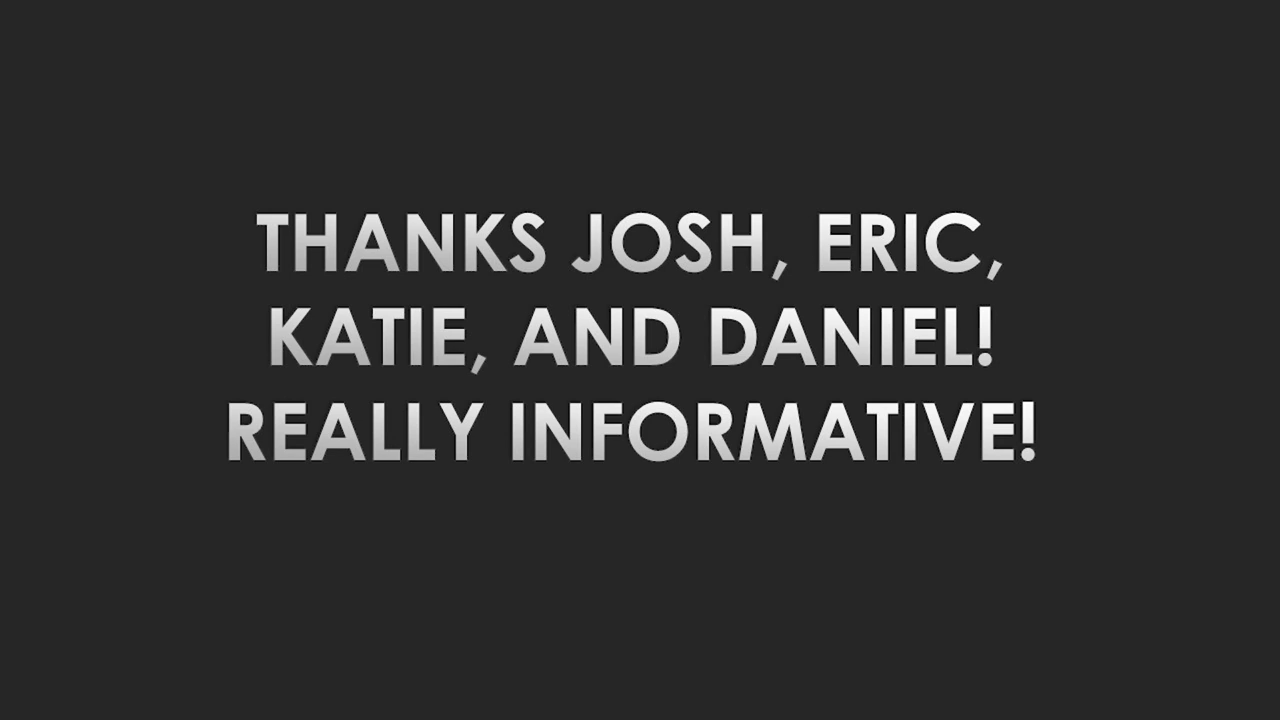 THANKS JOSH, ERIC,
KATIE, AND DANIEL!
REALLY INFORMATIVE!